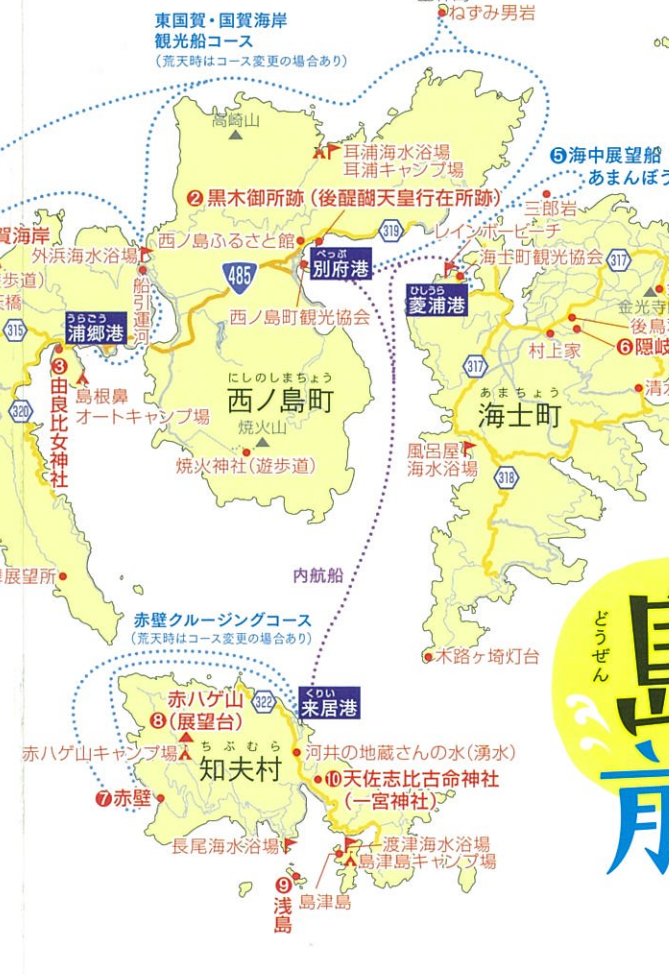 ねずみ男岩
東国賀・国賀海岸
観光船コース
（荒天時はコース変更の場合あり）
高崎山
耳浦海水浴場
耳浦キャンプ場
❺海中展望船
あまんぼう
❷黒木御所跡（後醍醐天皇行在所跡）
三郎岩
賀海岸
外浜海水浴場
西ノ島ふるさと館
319
レインボービーチ
べっぷ
別府港
海士町観光協会
317
歩道）
485
船引運河
ひしうら
菱浦港
橋
うらごう
浦郷港
315
西ノ島町観光協会
金光寺
後鳥
村上家
❻隠岐
❸由良比女神社
島根鼻
オートキャンプ場
にしのしまちょう
西ノ島町
317
あまちょう
海士町
清水
320
焼火山
焼火神社（遊歩道）
風呂屋
海水浴場
318
展望所
内航船
赤壁クルージングコース
（荒天時はコース変更の場合あり）
木路ヶ埼灯台
どうぜん
島
前
赤ハゲ山
❽（展望台）
322
くりい
来居港
赤ハゲ山キャンプ場
ちぶむら
知夫村
河井の地蔵さんの水（湧水）
❿天佐志比古命神社
（一宮神社）
❼赤壁
長尾海水浴場
渡津海水浴場
島津島キャンプ場
❾浅島
島津島